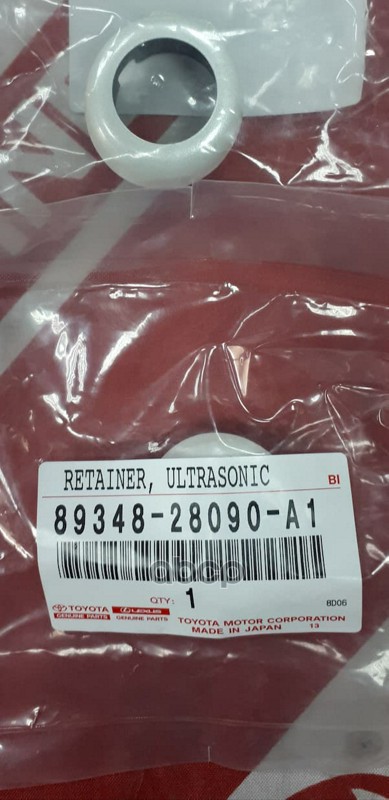 RETAINER, ULTRASONIC BI
89348-28090-A1
abcp
QTY: 1 8D06
TOYOTA LEXUS
GENUINE PARTS GENUINE PARTS
TOYOTA MOTOR CORPORATION
MADE IN JAPAN 13